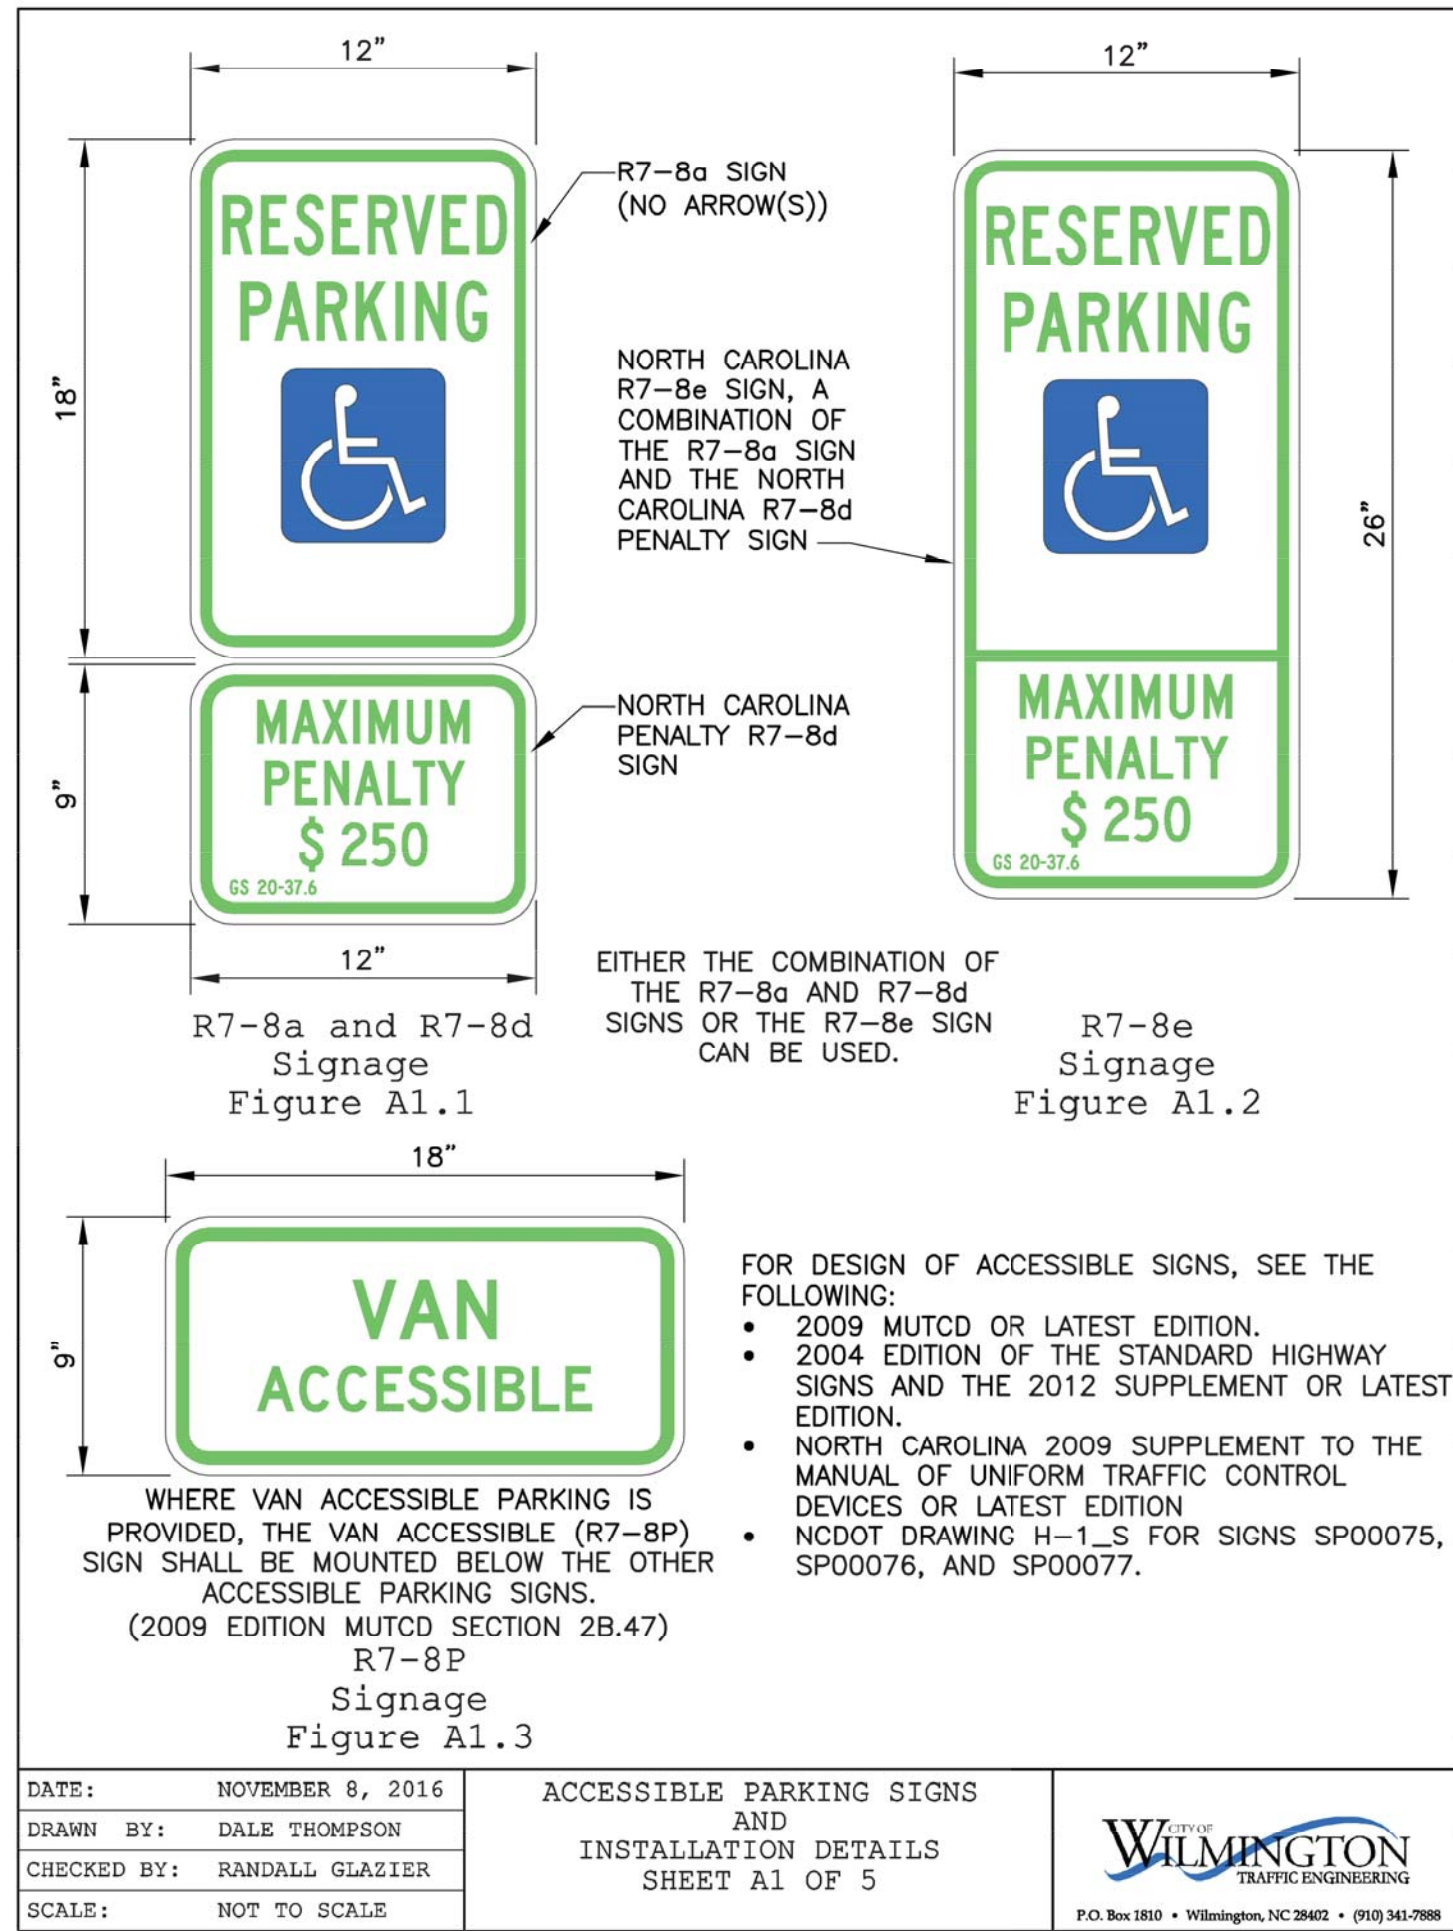 12"
18"
RESERVED
PARKING
R7-8a SIGN
(NO ARROW(S))
9"
MAXIMUM
PENALTY
$ 250
GS 20-37.6
NORTH CAROLINA
PENALTY R7-8d
SIGN
12"
R7-8a and R7-8d
Signage
Figure A1.1
NORTH CAROLINA
R7-8e SIGN, A
COMBINATION OF
THE R7-8a SIGN
AND THE NORTH
CAROLINA R7-8d
PENALTY SIGN
12"
26"
RESERVED
PARKING
MAXIMUM
PENALTY
$ 250
GS 20-37.6
EITHER THE COMBINATION OF
THE R7-8a AND R7-8d
SIGNS OR THE R7-8e SIGN
CAN BE USED.
R7-8e
Signage
Figure A1.2
18"
9"
VAN
ACCESSIBLE
WHERE VAN ACCESSIBLE PARKING IS
PROVIDED, THE VAN ACCESSIBLE (R7-8P)
SIGN SHALL BE MOUNTED BELOW THE OTHER
ACCESSIBLE PARKING SIGNS.
(2009 EDITION MUTCD SECTION 2B.47)
R7-8P
Signage
Figure A1.3
FOR DESIGN OF ACCESSIBLE SIGNS, SEE THE
FOLLOWING:
• 2009 MUTCD OR LATEST EDITION.
• 2004 EDITION OF THE STANDARD HIGHWAY
SIGNS AND THE 2012 SUPPLEMENT OR LATEST
EDITION.
• NORTH CAROLINA 2009 SUPPLEMENT TO THE
MANUAL OF UNIFORM TRAFFIC CONTROL
DEVICES OR LATEST EDITION
• NCDOT DRAWING H-1_S FOR SIGNS SP00075,
SP00076, AND SP00077.
DATE: NOVEMBER 8, 2016
DRAWN BY: DALE THOMPSON
CHECKED BY: RANDALL GLAZIER
SCALE: NOT TO SCALE
ACCESSIBLE PARKING SIGNS
AND
INSTALLATION DETAILS
SHEET A1 OF 5
CITY OF
WILMINGTON
TRAFFIC ENGINEERING
P.O. Box 1810 • Wilmington, NC 28402 • (910) 341-7888